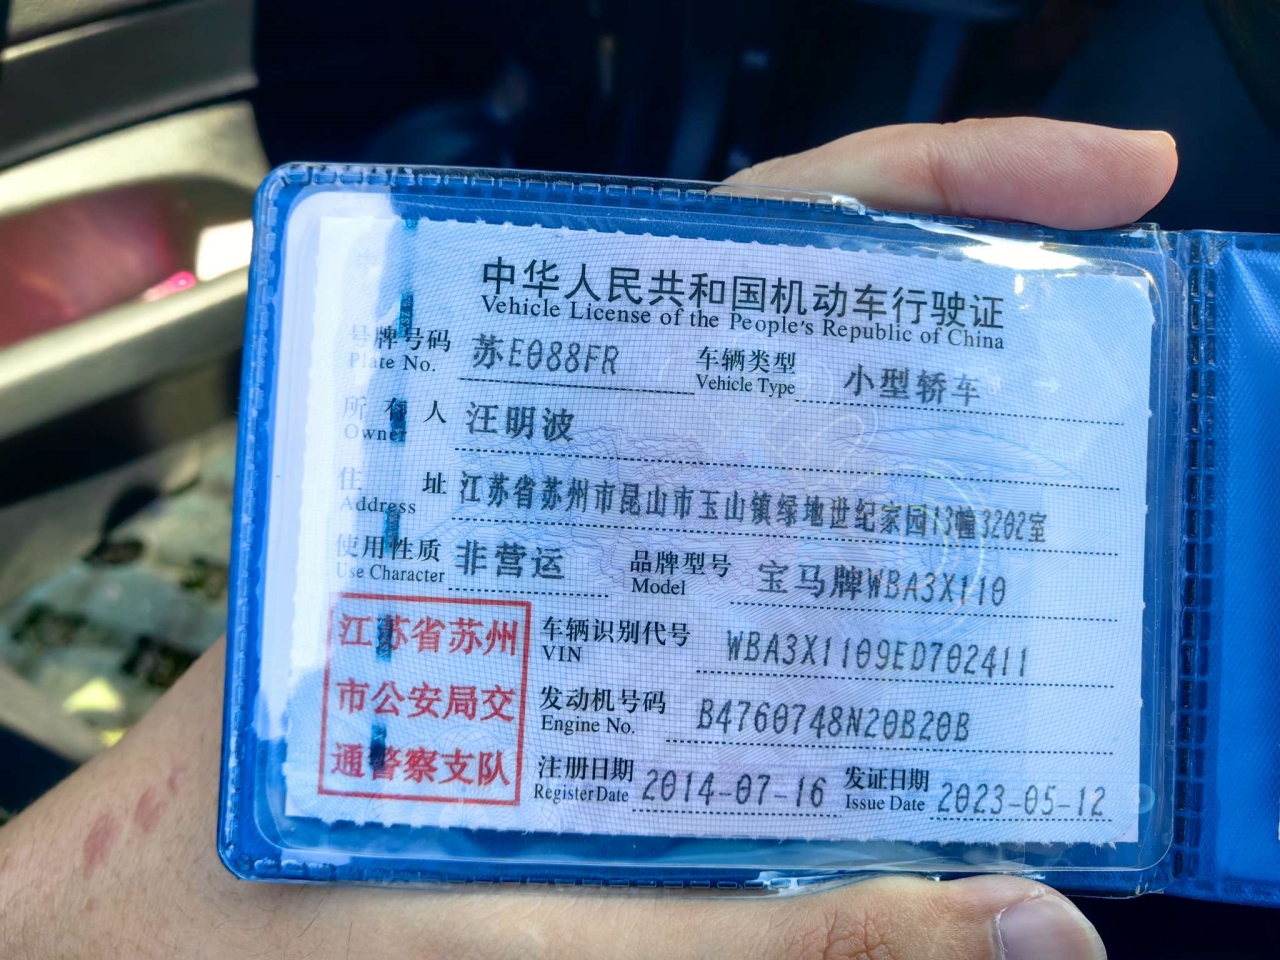 中华人民共和国机动车行驶证
Vehicle License of the People's Republic of China
号牌号码 苏E088FR 车辆类型 小型轿车
Plate No. Vehicle Type
所有人 汪明波
Owner
住址 江苏省苏州市昆山市玉山镇绿地世纪家园13幢3202室
Address
使用性质 非营运 品牌型号 宝马牌WBA3X110
Use Character Model
江苏省苏州
市公安局交
通警察支队
车辆识别代号 WBA3X1109ED702411
VIN
发动机号码 B4760748N20B20B
Engine No.
注册日期 2014-07-16 发证日期 2023-05-12
Register Date Issue Date